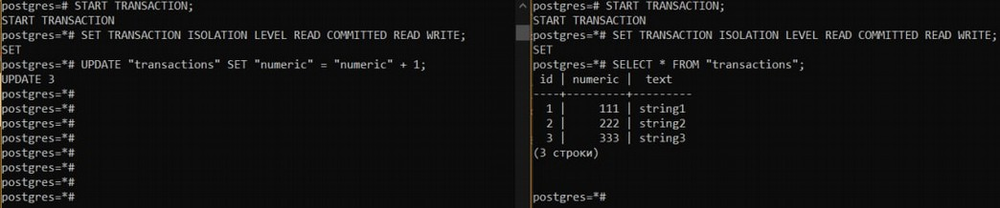 postgres=# START TRANSACTION;
START TRANSACTION
postgres=*# SET TRANSACTION ISOLATION LEVEL READ COMMITTED READ WRITE;
SET
postgres=*# UPDATE "transactions" SET "numeric" = "numeric" + 1;
UPDATE 3
postgres=*#
postgres=*#
postgres=*#
postgres=*#
postgres=*#
postgres=*#
postgres=*#
postgres=*#
postgres=# START TRANSACTION;
START TRANSACTION
postgres=*# SET TRANSACTION ISOLATION LEVEL READ COMMITTED READ WRITE;
SET
postgres=*# SELECT * FROM "transactions";
 id | numeric |  text
----+---------+---------
  1 |     111 | string1
  2 |     222 | string2
  3 |     333 | string3
(3 строки)
postgres=*#